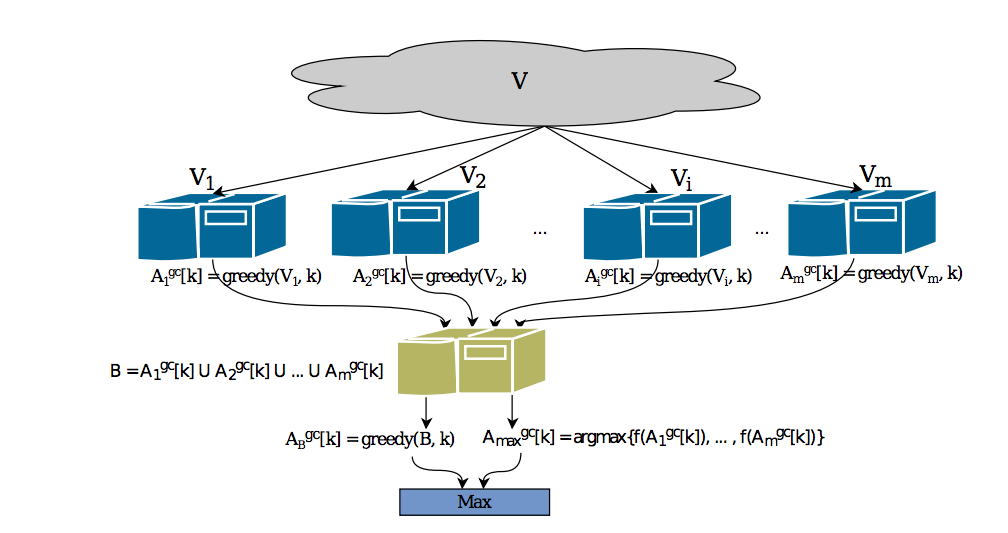 V
V1 V2 Vi Vm
... ...
A1gc[k] = greedy(V1, k) A2gc[k] = greedy(V2, k) Aigc[k] = greedy(Vi, k) Amgc[k] = greedy(Vm, k)
B = A1gc[k] U A2gc[k] U ... U Amgc[k]
ABgc[k] = greedy(B, k) Amaxgc[k] = argmax{f(A1gc[k]), ... , f(Amgc[k])}
Max